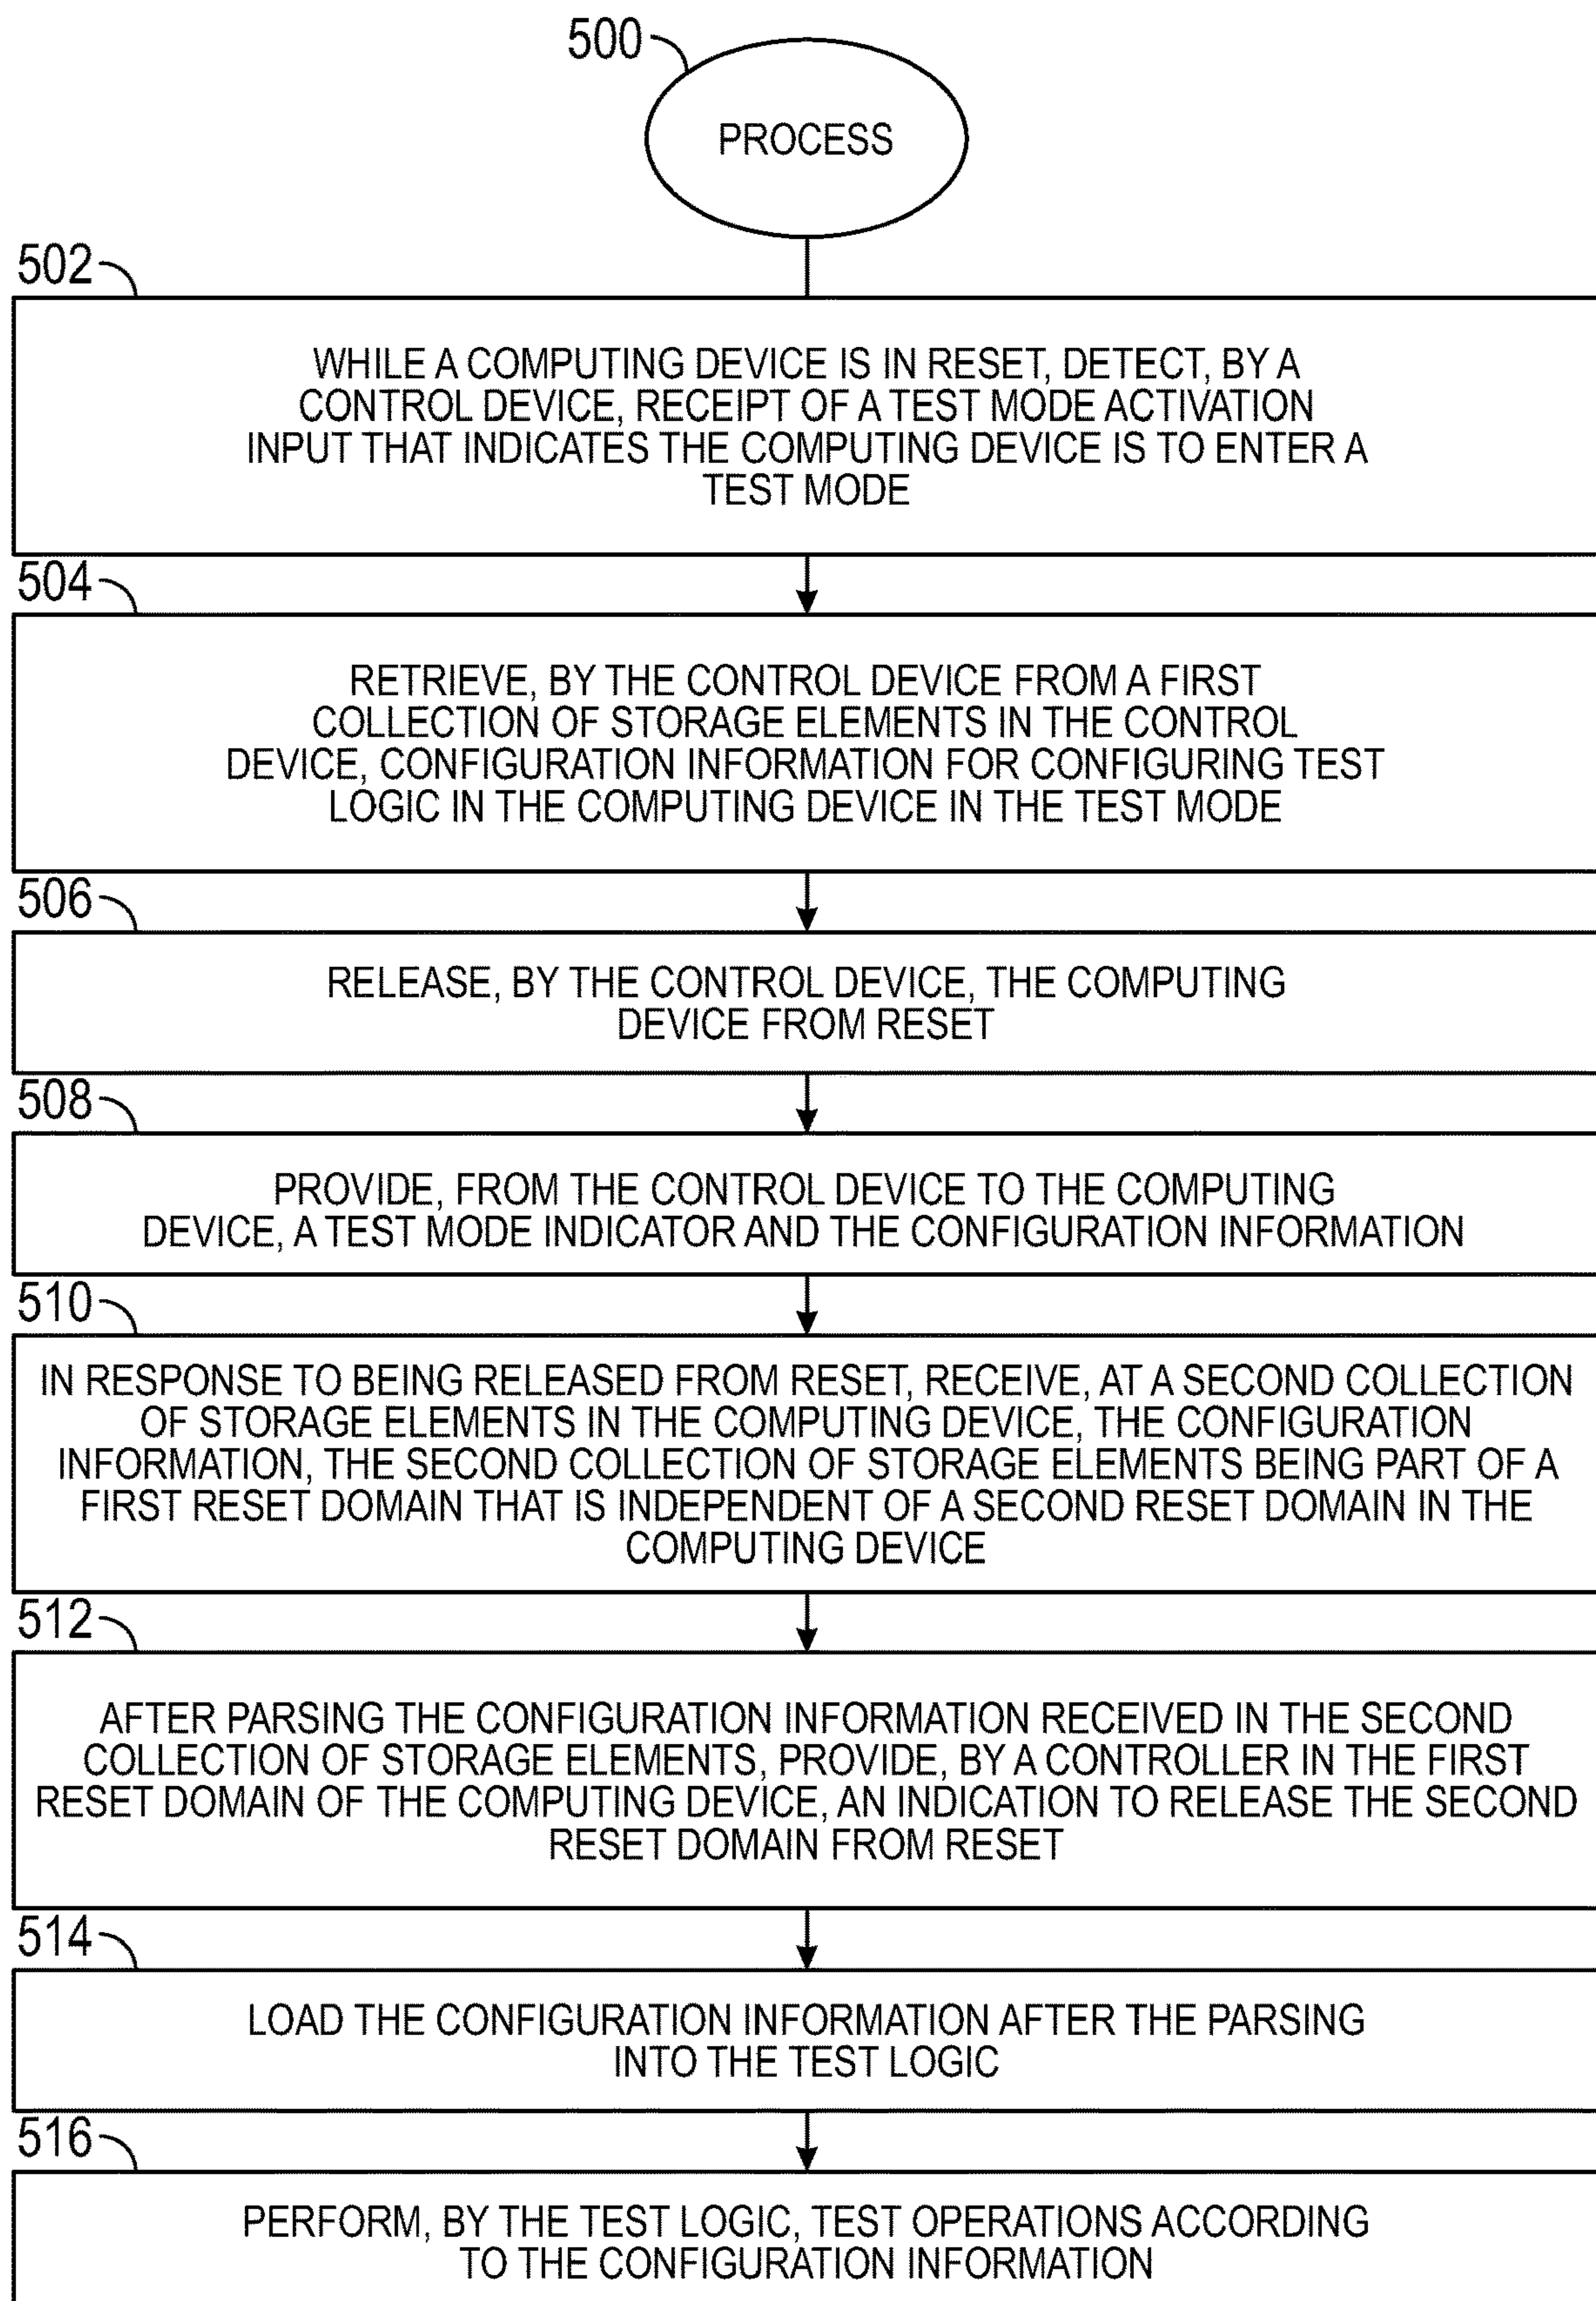 500
PROCESS
502
WHILE A COMPUTING DEVICE IS IN RESET, DETECT, BY A
CONTROL DEVICE, RECEIPT OF A TEST MODE ACTIVATION
INPUT THAT INDICATES THE COMPUTING DEVICE IS TO ENTER A
TEST MODE
504
RETRIEVE, BY THE CONTROL DEVICE FROM A FIRST
COLLECTION OF STORAGE ELEMENTS IN THE CONTROL
DEVICE, CONFIGURATION INFORMATION FOR CONFIGURING TEST
LOGIC IN THE COMPUTING DEVICE IN THE TEST MODE
506
RELEASE, BY THE CONTROL DEVICE, THE COMPUTING
DEVICE FROM RESET
508
PROVIDE, FROM THE CONTROL DEVICE TO THE COMPUTING
DEVICE, A TEST MODE INDICATOR AND THE CONFIGURATION INFORMATION
510
IN RESPONSE TO BEING RELEASED FROM RESET, RECEIVE, AT A SECOND COLLECTION
OF STORAGE ELEMENTS IN THE COMPUTING DEVICE, THE CONFIGURATION
INFORMATION, THE SECOND COLLECTION OF STORAGE ELEMENTS BEING PART OF A
FIRST RESET DOMAIN THAT IS INDEPENDENT OF A SECOND RESET DOMAIN IN THE
COMPUTING DEVICE
512
AFTER PARSING THE CONFIGURATION INFORMATION RECEIVED IN THE SECOND
COLLECTION OF STORAGE ELEMENTS, PROVIDE, BY A CONTROLLER IN THE FIRST
RESET DOMAIN OF THE COMPUTING DEVICE, AN INDICATION TO RELEASE THE SECOND
RESET DOMAIN FROM RESET
514
LOAD THE CONFIGURATION INFORMATION AFTER THE PARSING
INTO THE TEST LOGIC
516
PERFORM, BY THE TEST LOGIC, TEST OPERATIONS ACCORDING
TO THE CONFIGURATION INFORMATION